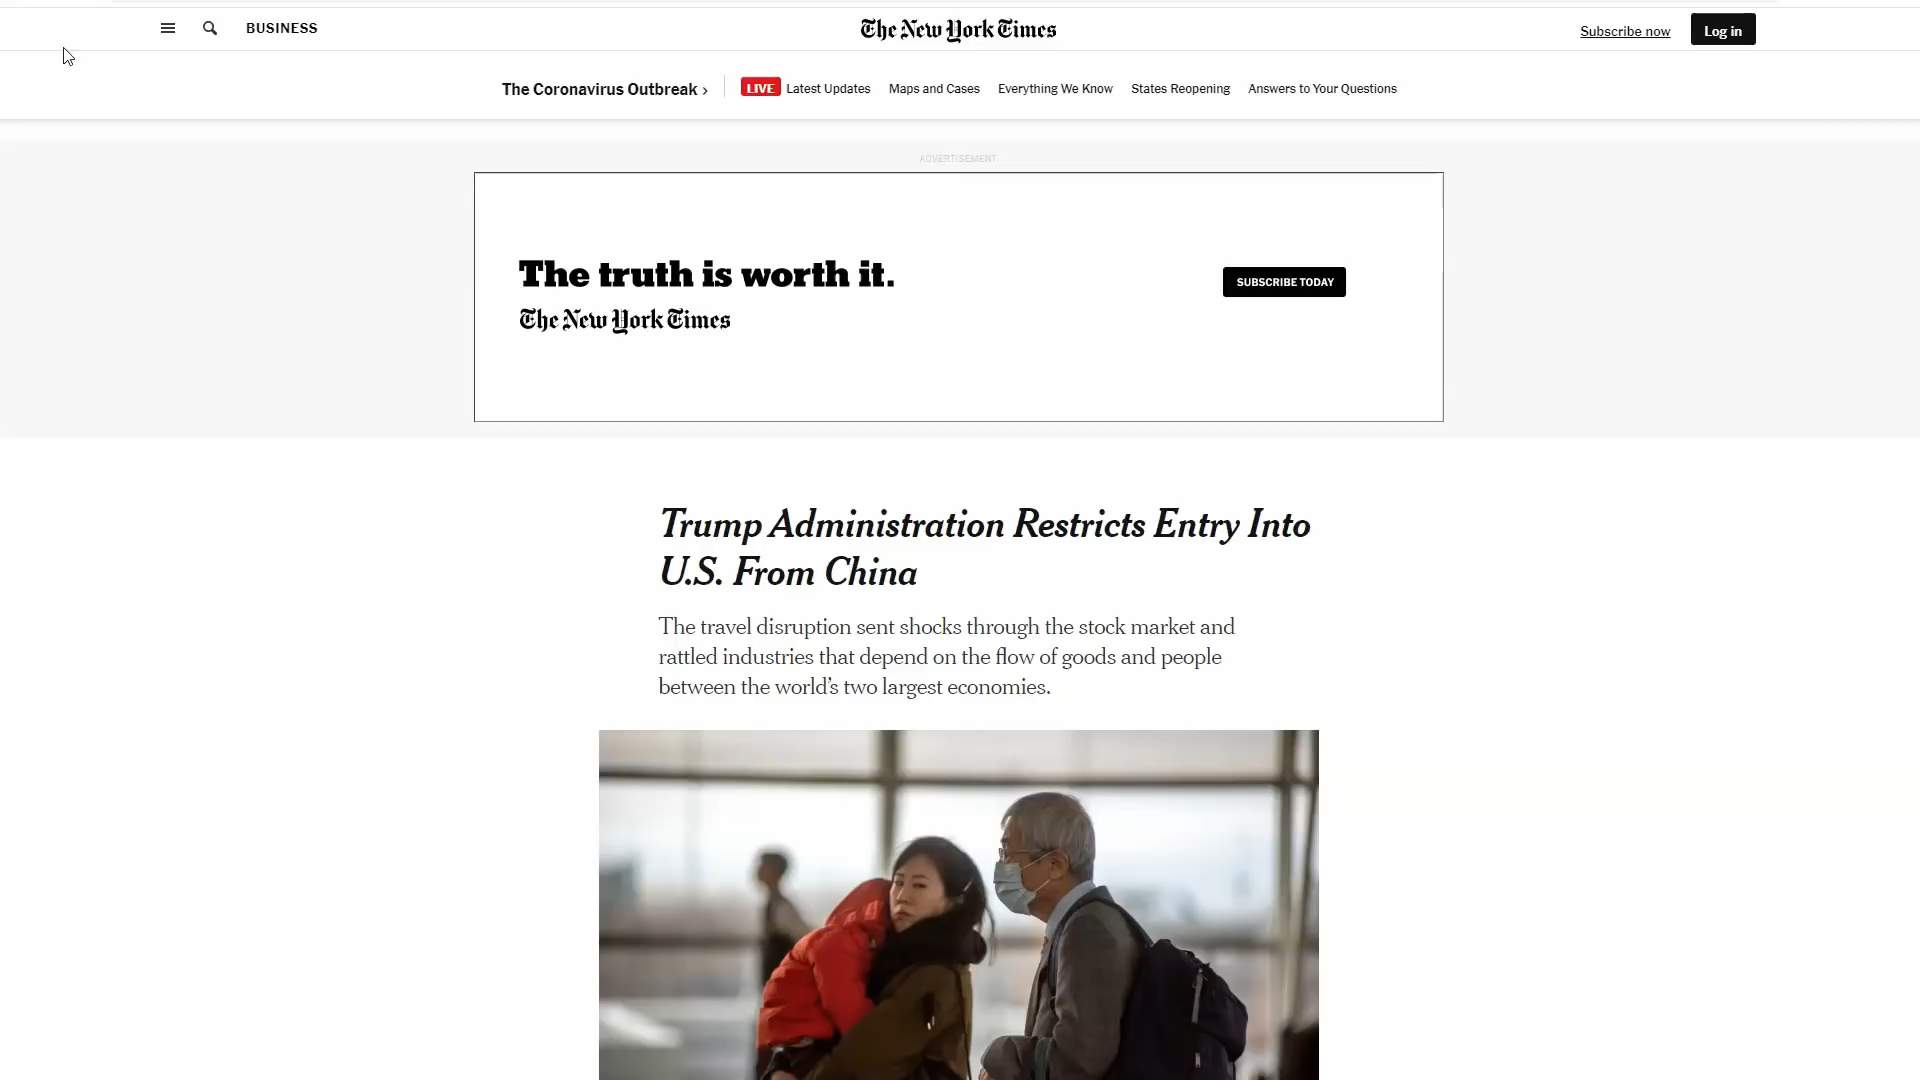 BUSINESS
The New York Times
Subscribe now
Log in
The Coronavirus Outbreak ›
LIVE Latest Updates
Maps and Cases
Everything We Know
States Reopening
Answers to Your Questions
ADVERTISEMENT
The truth is worth it.
The New York Times
SUBSCRIBE TODAY
Trump Administration Restricts Entry Into
U.S. From China
The travel disruption sent shocks through the stock market and
rattled industries that depend on the flow of goods and people
between the world’s two largest economies.